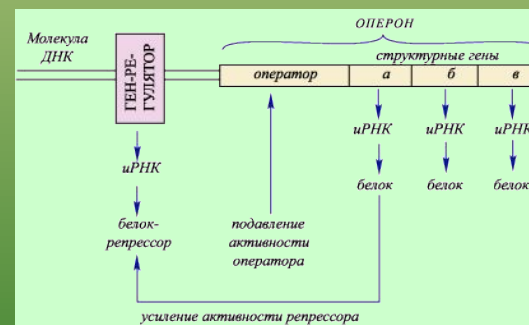 ОПЕРОН
Молекула
ДНК
ГЕН-РЕ-
ГУЛЯТОР
структурные гены
оператор
а
б
в
иРНК
иРНК
иРНК
иРНК
белок
белок
белок
белок-
репрессор
подавление
активности
оператора
усиление активности репрессора